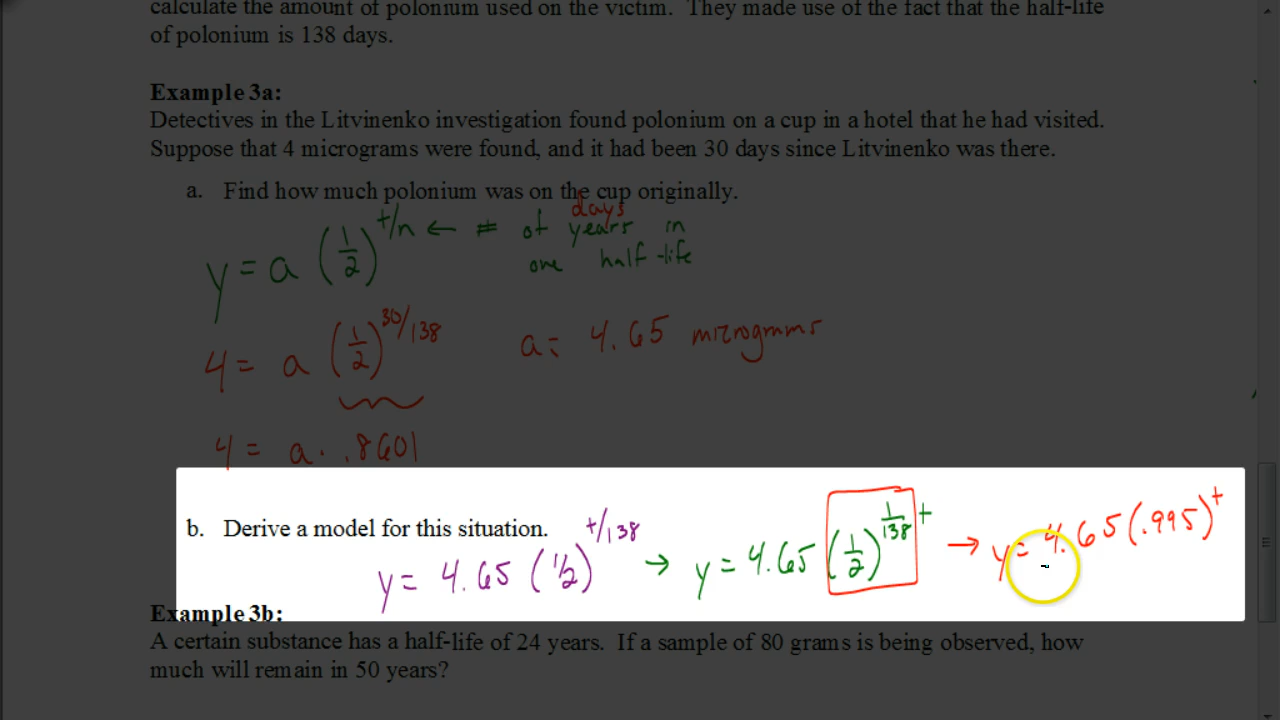 calculate the amount of polonium used on the victim. They made use of the fact that the half-life
of polonium is 138 days.
Example 3a:
Detectives in the Litvinenko investigation found polonium on a cup in a hotel that he had visited.
Suppose that 4 micrograms were found, and it had been 30 days since Litvinenko was there.
a. Find how much polonium was on the cup originally.
days
y = a (1/2)^t/n ← # of years in
one half-life
4 = a (1/2)^30/138 a = 4.65 microgrms
4 = a · .8601
b. Derive a model for this situation.
y = 4.65 (1/2)^t/138 → y = 4.65 (1/2)^1/138 t → y = 4.65 (.995)^t
Example 3b:
A certain substance has a half-life of 24 years. If a sample of 80 grams is being observed, how
much will remain in 50 years?